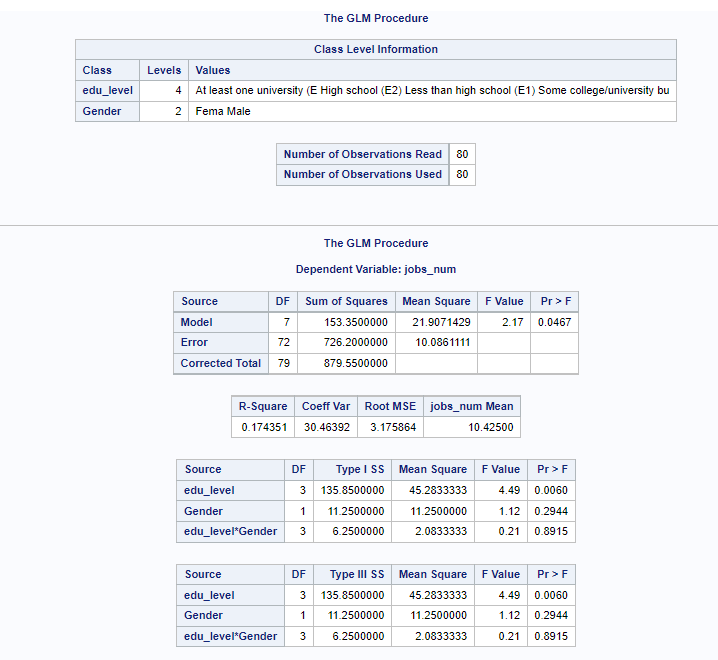 The GLM Procedure
Class Level Information
Class Levels Values
edu_level 4 At least one university (E High school (E2) Less than high school (E1) Some college/university bu
Gender 2 Fema Male
Number of Observations Read 80
Number of Observations Used 80
The GLM Procedure
Dependent Variable: jobs_num
Source DF Sum of Squares Mean Square F Value Pr > F
Model 7 153.3500000 21.9071429 2.17 0.0467
Error 72 726.2000000 10.0861111
Corrected Total 79 879.5500000
R-Square Coeff Var Root MSE jobs_num Mean
0.174351 30.46392 3.175864 10.42500
Source DF Type I SS Mean Square F Value Pr > F
edu_level 3 135.8500000 45.2833333 4.49 0.0060
Gender 1 11.2500000 11.2500000 1.12 0.2944
edu_level*Gender 3 6.2500000 2.0833333 0.21 0.8915
Source DF Type III SS Mean Square F Value Pr > F
edu_level 3 135.8500000 45.2833333 4.49 0.0060
Gender 1 11.2500000 11.2500000 1.12 0.2944
edu_level*Gender 3 6.2500000 2.0833333 0.21 0.8915